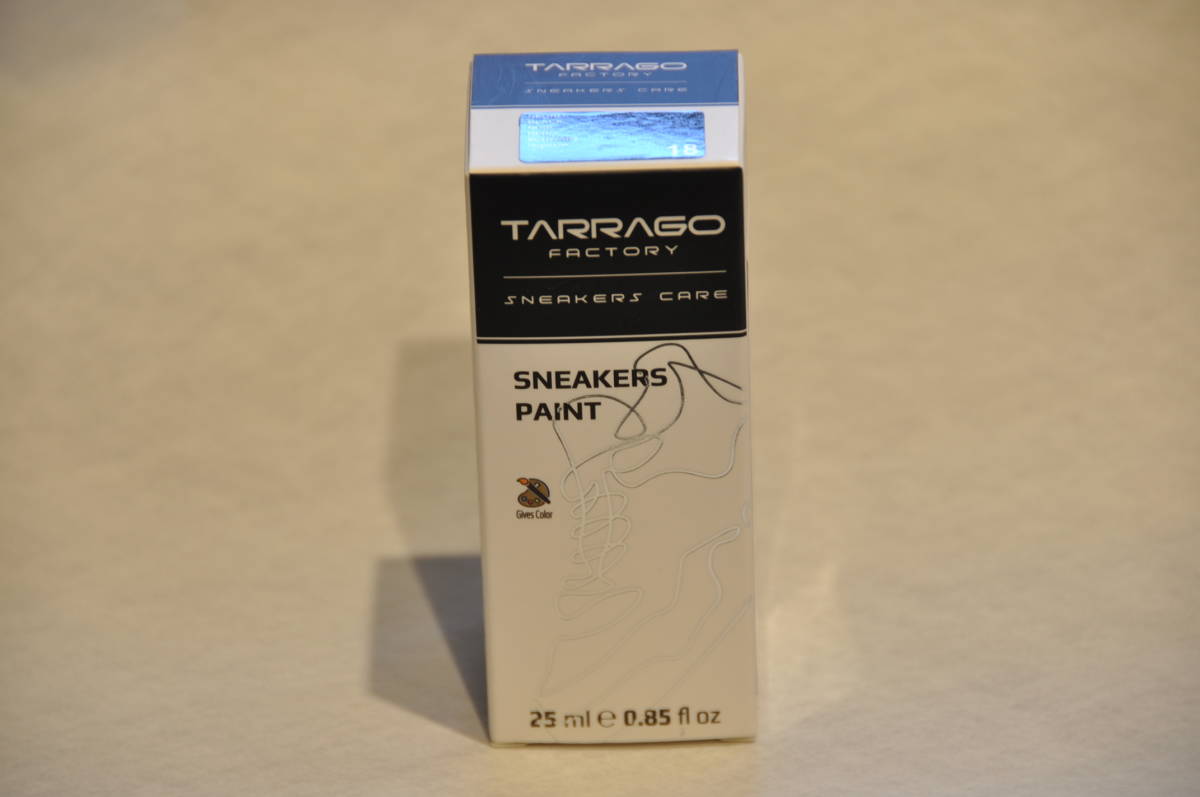 TARRAGO
FACTORY
SNEAKERS CARE
18
TARRAGO
FACTORY
SNEAKERS CARE
SNEAKERS
PAINT
Gives Color
25 ml ℮ 0.85 fl oz